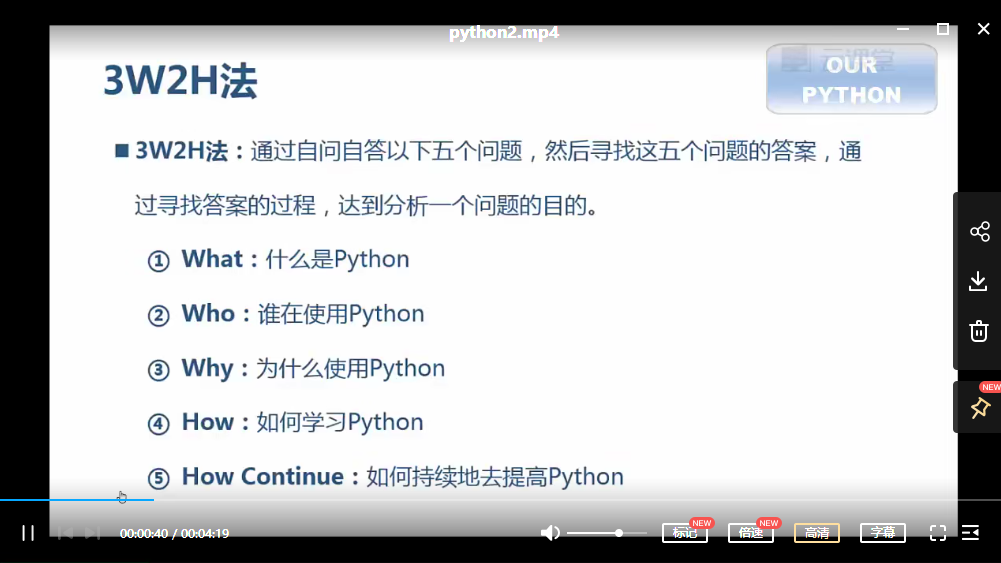 python2.mp4
3W2H法
云课堂
OUR
PYTHON
■ 3W2H法：通过自问自答以下五个问题，然后寻找这五个问题的答案，通
过寻找答案的过程，达到分析一个问题的目的。
① What：什么是Python
② Who：谁在使用Python
③ Why：为什么使用Python
④ How：如何学习Python
⑤ How Continue：如何持续地去提高Python
NEW
00:00:40 / 00:04:19
标记 NEW
倍速 NEW
高清
字幕